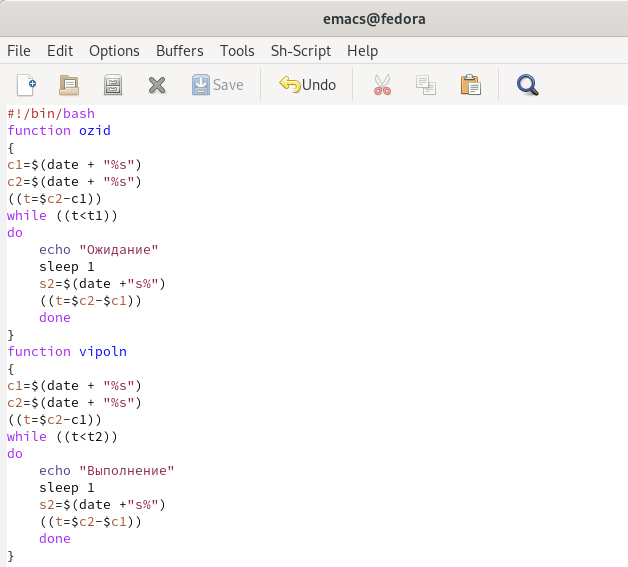 emacs@fedora
File Edit Options Buffers Tools Sh-Script Help
Save Undo
#!/bin/bash
function ozid
{
c1=$(date + "%s")
c2=$(date + "%s")
((t=$c2-c1))
while ((t<t1))
do
    echo "Ожидание"
    sleep 1
    s2=$(date +"s%")
    ((t=$c2-$c1))
    done
}
function vipoln
{
c1=$(date + "%s")
c2=$(date + "%s")
((t=$c2-c1))
while ((t<t2))
do
    echo "Выполнение"
    sleep 1
    s2=$(date +"s%")
    ((t=$c2-$c1))
    done
}